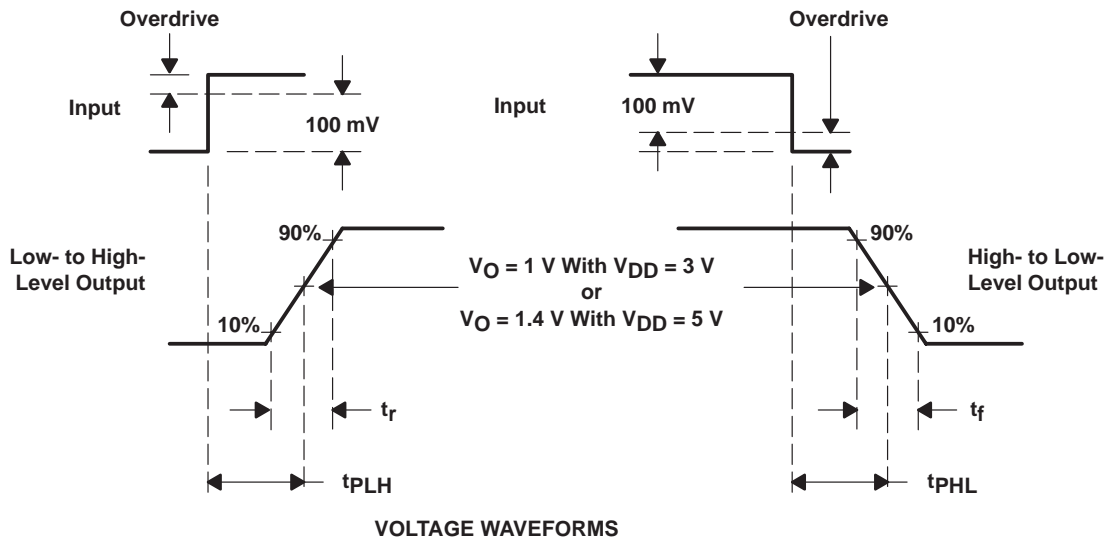 Overdrive
Overdrive
Input
100 mV
Input
100 mV
Low- to High-
Level Output
90%
10%
VO = 1 V With VDD = 3 V
or
VO = 1.4 V With VDD = 5 V
90%
10%
High- to Low-
Level Output
tr
tf
tPLH
tPHL
VOLTAGE WAVEFORMS